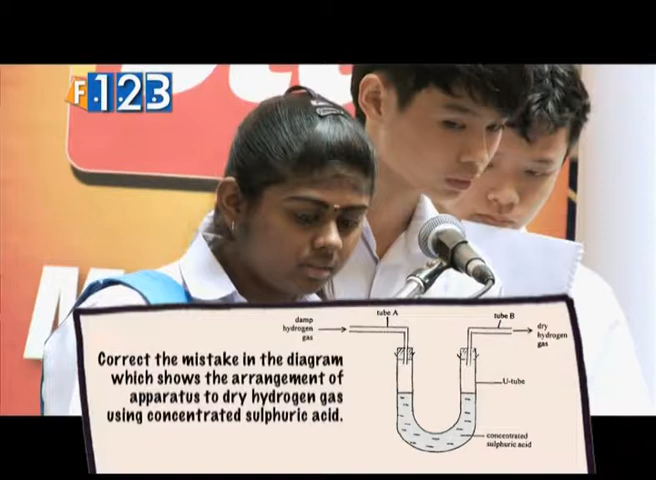 F.123
damp
hydrogen
gas
tube A
tube B
dry
hydrogen
gas
U-tube
concentrated
sulphuric acid
Correct the mistake in the diagram
which shows the arrangement of
apparatus to dry hydrogen gas
using concentrated sulphuric acid.